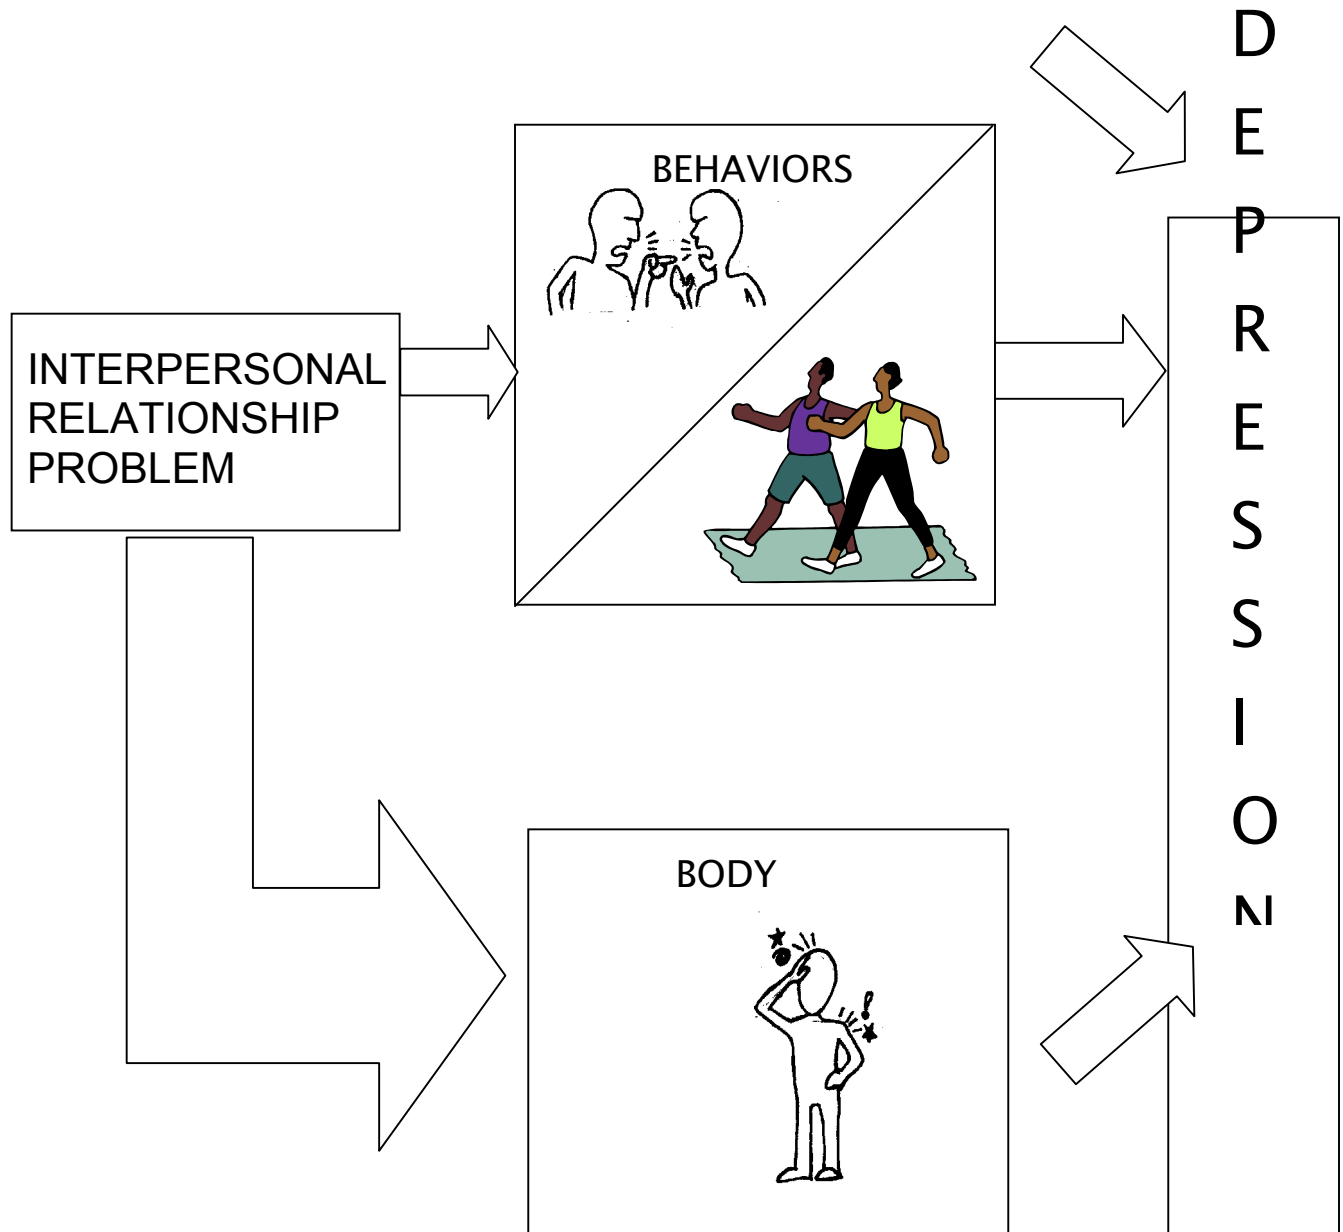 BEHAVIORS
INTERPERSONAL
RELATIONSHIP
PROBLEM
BODY
D
E
P
R
E
S
S
I
O
N